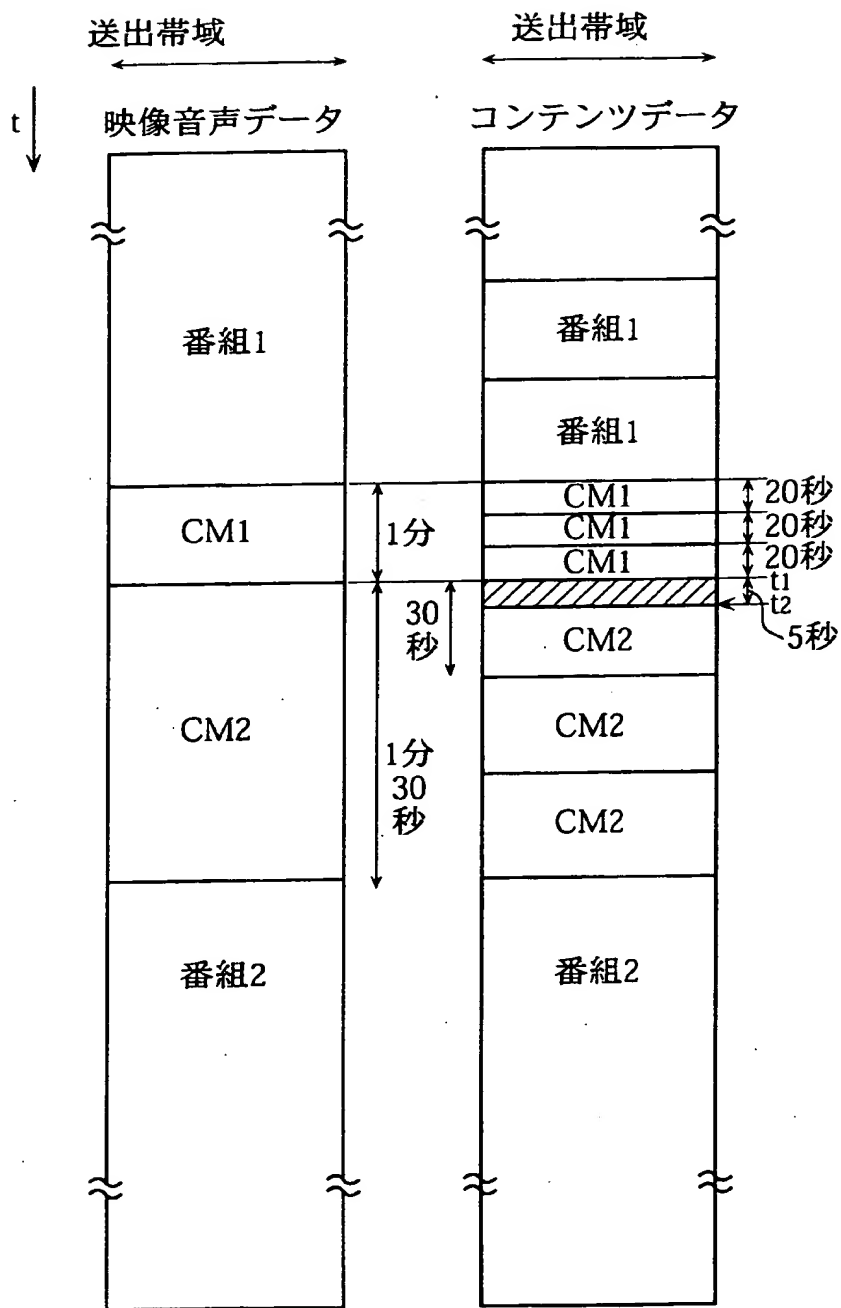 送出帯域
送出帯域
t
映像音声データ
コンテンツデータ
番組1
番組1
番組1
CM1
1分
CM1
CM1
CM1
20秒
20秒
20秒
t1
t2
5秒
30
秒
CM2
1分
30
秒
CM2
CM2
CM2
番組2
番組2